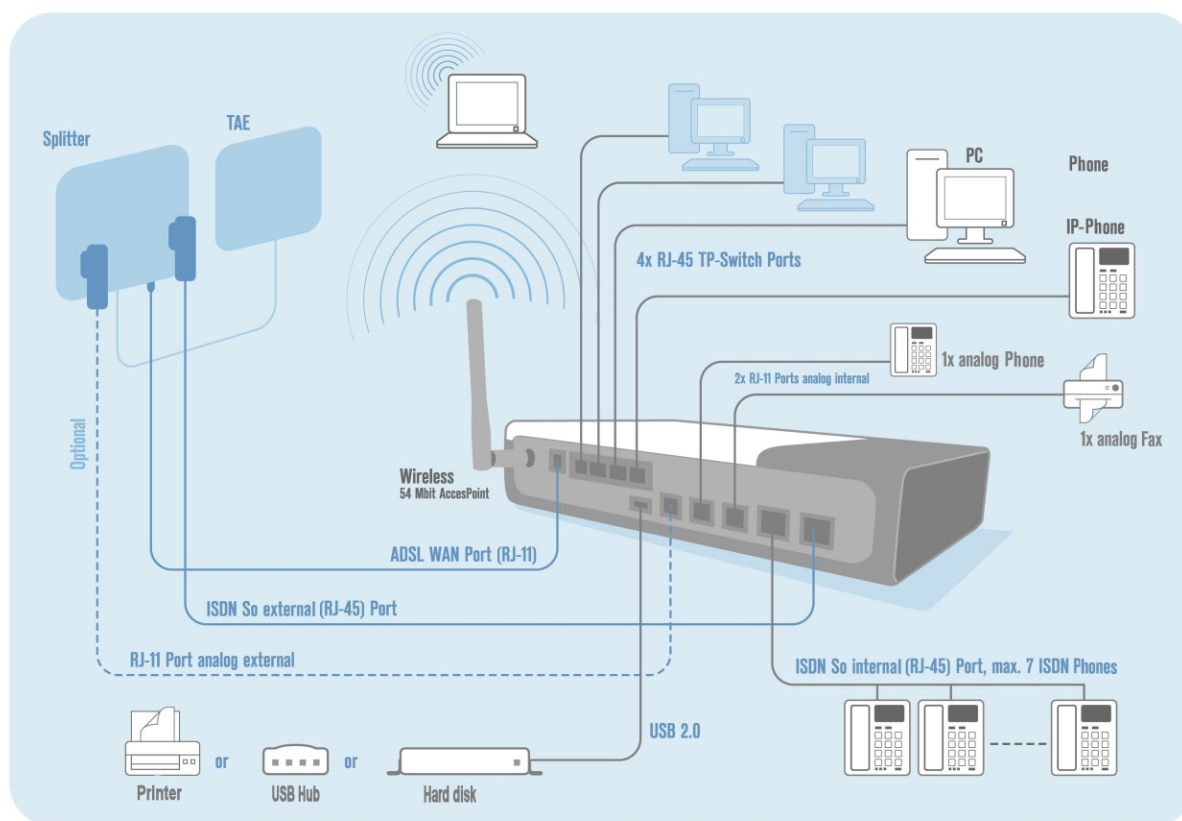 Splitter
TAE
PC
Phone
IP-Phone
4x RJ-45 TP-Switch Ports
1x analog Phone
2x RJ-11 Ports analog internal
1x analog Fax
Optional
Wireless
54 Mbit AccesPoint
ADSL WAN Port (RJ-11)
ISDN So external (RJ-45) Port
RJ-11 Port analog external
ISDN So internal (RJ-45) Port, max. 7 ISDN Phones
USB 2.0
or
or
Printer
USB Hub
Hard disk